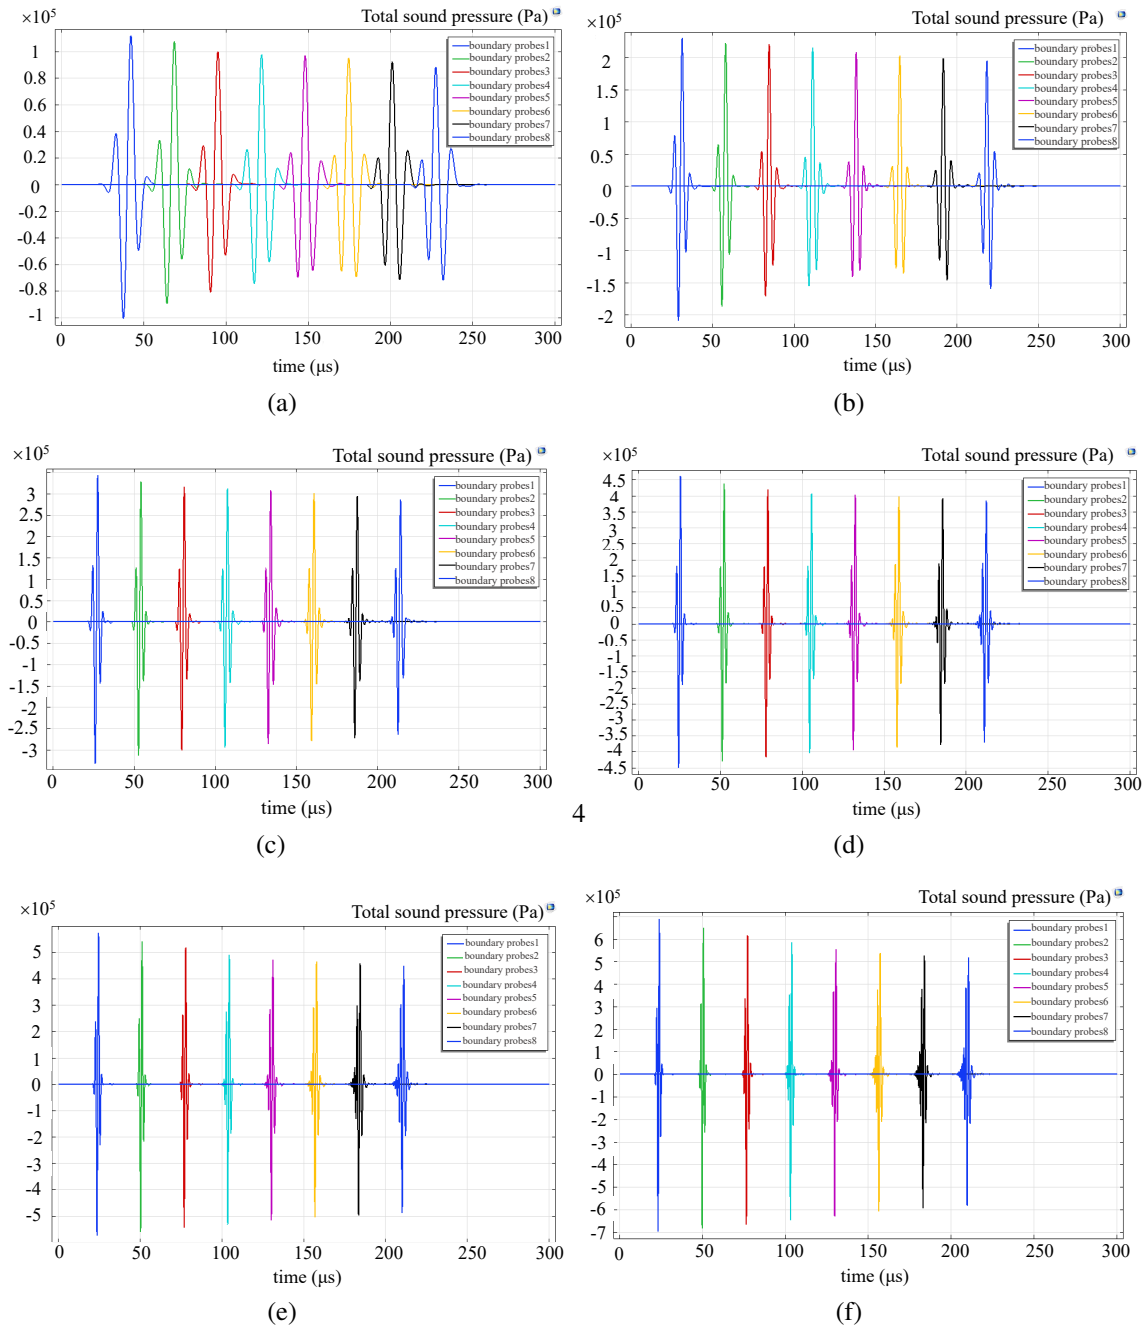 ×10⁵ Total sound pressure (Pa)
boundary probes1
boundary probes2
boundary probes3
boundary probes4
boundary probes5
boundary probes6
boundary probes7
boundary probes8
1
0.8
0.6
0.4
0.2
0
-0.2
-0.4
-0.6
-0.8
-1
0 50 100 150 200 250 300
time (μs)
(a)
×10⁵ Total sound pressure (Pa)
boundary probes1
boundary probes2
boundary probes3
boundary probes4
boundary probes5
boundary probes6
boundary probes7
boundary probes8
2
1.5
1
0.5
0
-0.5
-1
-1.5
-2
0 50 100 150 200 250 300
time (μs)
(b)
×10⁵ Total sound pressure (Pa)
boundary probes1
boundary probes2
boundary probes3
boundary probes4
boundary probes5
boundary probes6
boundary probes7
boundary probes8
3
2.5
2
1.5
1
0.5
0
-0.5
-1
-1.5
-2
-2.5
-3
0 50 100 150 200 250 300
time (μs)
(c)
×10⁵ Total sound pressure (Pa)
boundary probes1
boundary probes2
boundary probes3
boundary probes4
boundary probes5
boundary probes6
boundary probes7
boundary probes8
4.5
4
3.5
3
2.5
2
1.5
1
0.5
0
-0.5
-1
-1.5
-2
-2.5
-3
-3.5
-4
-4.5
0 50 100 150 200 250 300
time (μs)
4
(d)
×10⁵ Total sound pressure (Pa)
boundary probes1
boundary probes2
boundary probes3
boundary probes4
boundary probes5
boundary probes6
boundary probes7
boundary probes8
5
4
3
2
1
0
-1
-2
-3
-4
-5
0 50 100 150 200 250 300
time (μs)
(e)
×10⁵ Total sound pressure (Pa)
boundary probes1
boundary probes2
boundary probes3
boundary probes4
boundary probes5
boundary probes6
boundary probes7
boundary probes8
6
5
4
3
2
1
0
-1
-2
-3
-4
-5
-6
-7
0 50 100 150 200 250 300
time (μs)
(f)